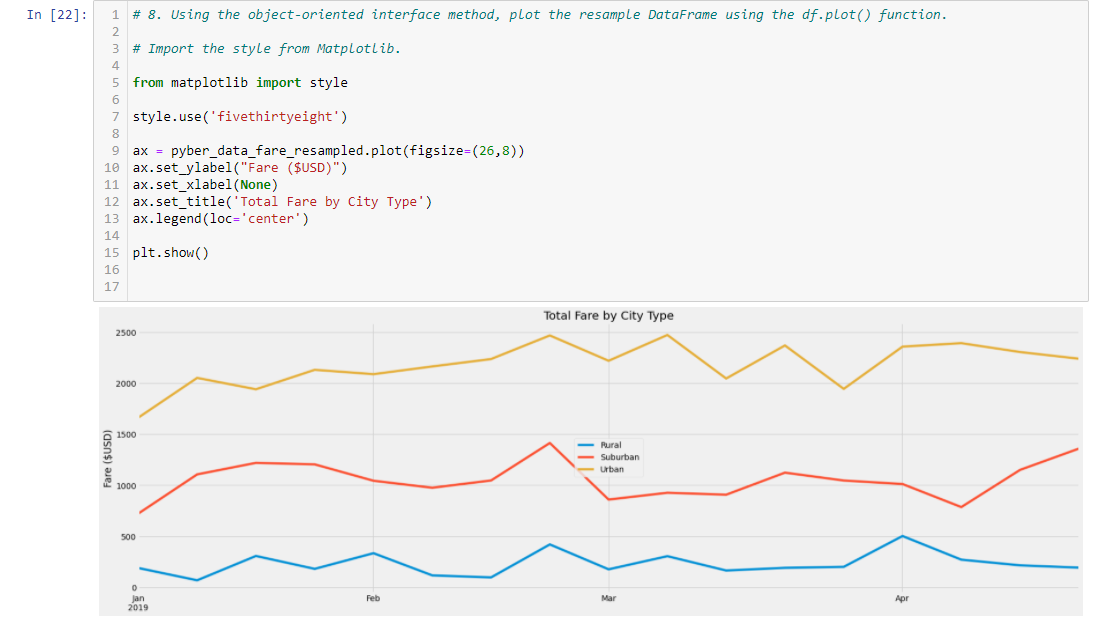 In [22]:
1 # 8. Using the object-oriented interface method, plot the resample DataFrame using the df.plot() function.
2
3 # Import the style from Matplotlib.
4
5 from matplotlib import style
6
7 style.use('fivethirtyeight')
8
9 ax = pyber_data_fare_resampled.plot(figsize=(26,8))
10 ax.set_ylabel("Fare ($USD)")
11 ax.set_xlabel(None)
12 ax.set_title('Total Fare by City Type')
13 ax.legend(loc='center')
14
15 plt.show()
16
17
Total Fare by City Type
Fare ($USD)
2500
2000
1500
1000
500
0
Rural
Suburban
Urban
Jan Feb Mar Apr
2019